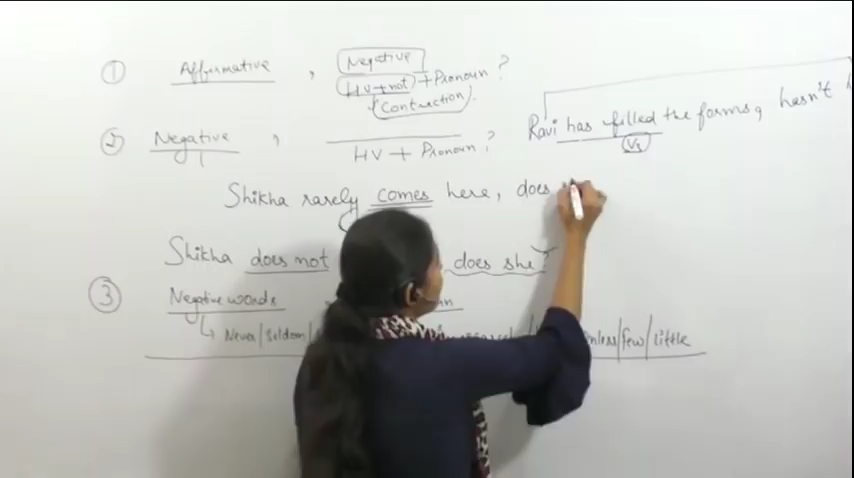 ① Affirmative , Negative
HV+not + Pronoun ?
(Contraction).
② Negative , HV + Pronoun ?
Ravi has filled the forms, hasn't
V3
Shikha rarely comes here, does
Shikha does not does she?
③ Negative words
↳ Never/Seldom/ unless/few/little